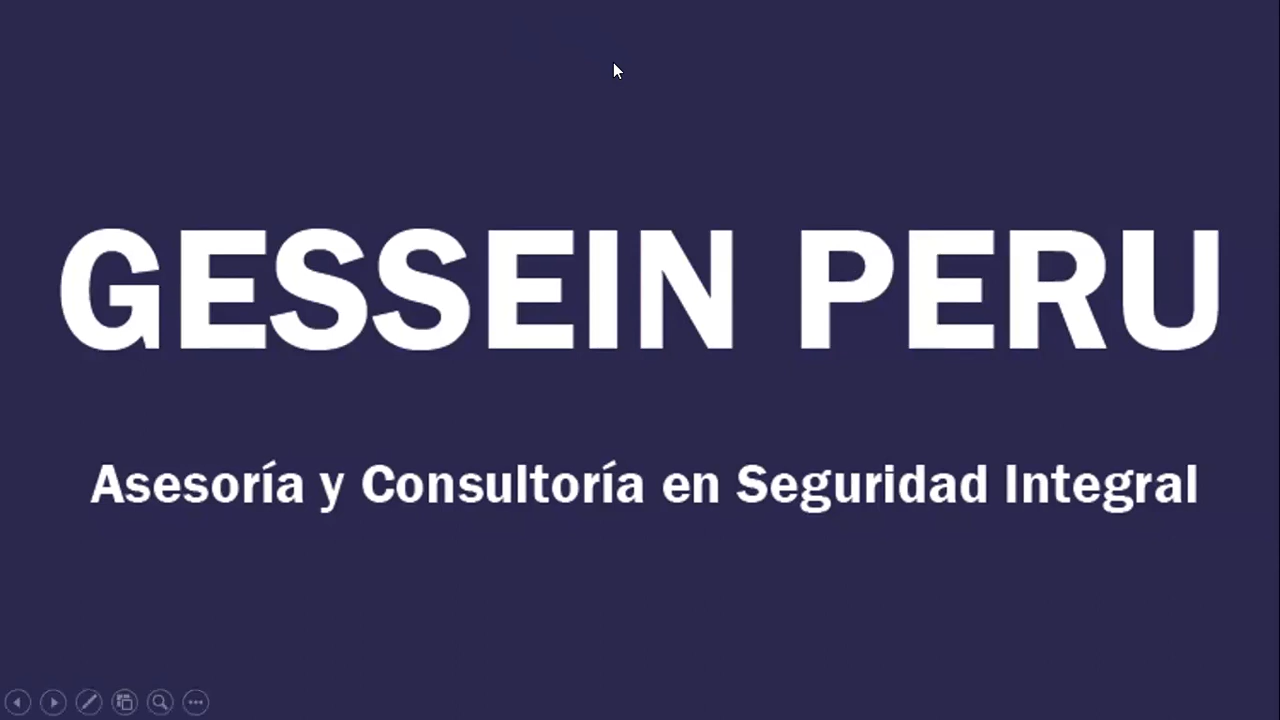 GESSEIN PERU
Asesoría y Consultoría en Seguridad Integral